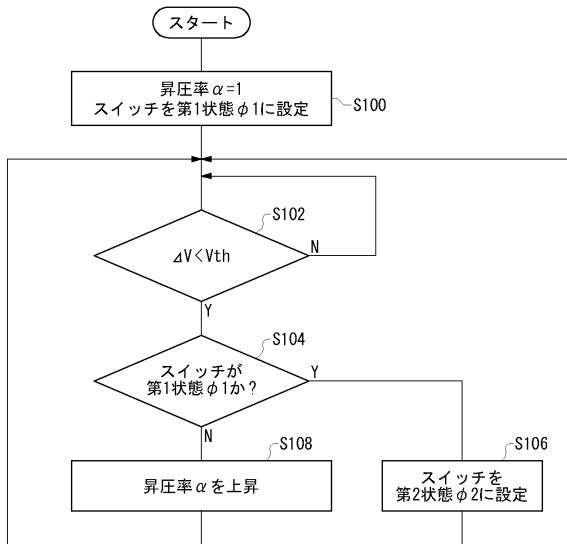 スタート
昇圧率α=1
スイッチを第1状態φ1に設定
S100
S102
ΔV<Vth
N
Y
S104
スイッチが
第1状態φ1か?
Y
N
S108
昇圧率αを上昇
S106
スイッチを
第2状態φ2に設定